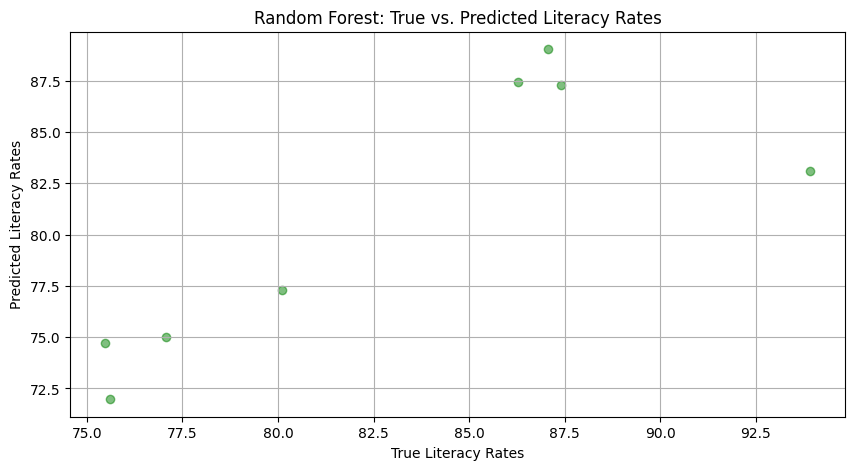 Random Forest: True vs. Predicted Literacy Rates
Predicted Literacy Rates
87.5
85.0
82.5
80.0
77.5
75.0
72.5
75.0 77.5 80.0 82.5 85.0 87.5 90.0 92.5
True Literacy Rates